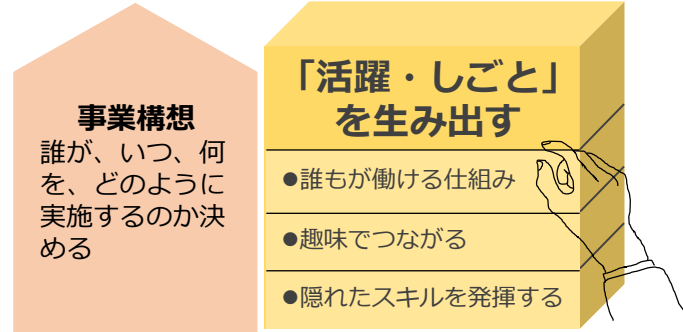 事業構想
誰が、いつ、何
を、どのように
実施するのか決
める
「活躍・しごと」
を生み出す
●誰もが働ける仕組み
●趣味でつながる
●隠れたスキルを発揮する